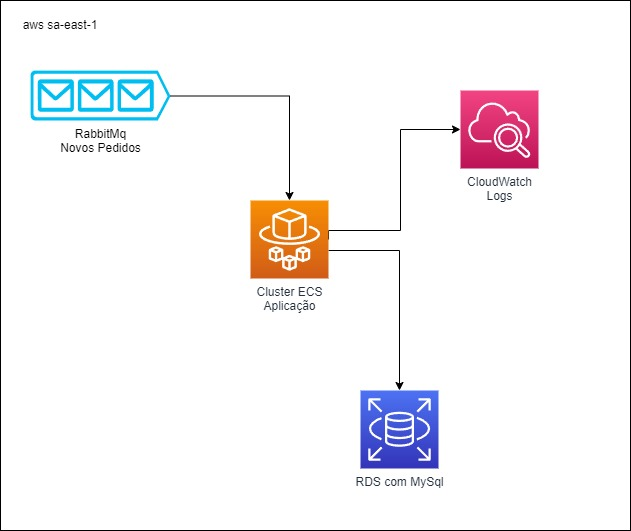 aws sa-east-1
RabbitMq
Novos Pedidos
CloudWatch
Logs
Cluster ECS
Aplicação
RDS com MySql